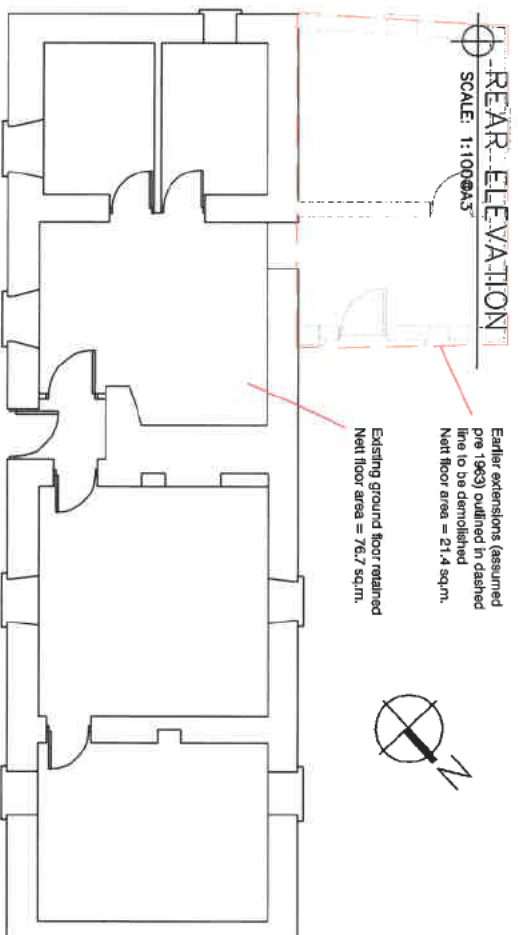 REAR ELEVATION
SCALE: 1:100@A3
Earlier extensions (assumed
pre 1963) outlined in dashed
line to be demolished
Nett floor area = 21.4 sq.m.
Existing ground floor retained
Nett floor area = 76.7 sq.m.
N